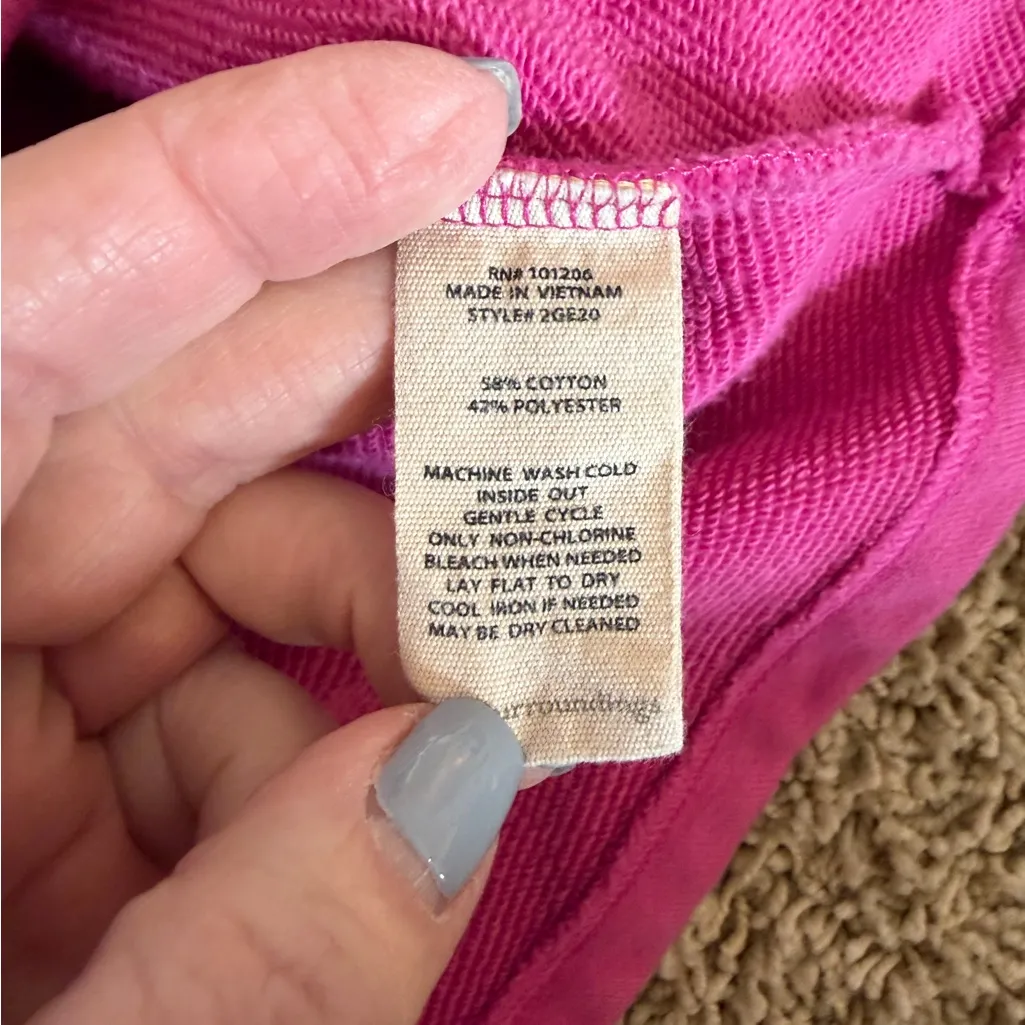 RN# 101206
MADE IN VIETNAM
STYLE# 2GE20
58% COTTON
42% POLYESTER
MACHINE WASH COLD
INSIDE OUT
GENTLE CYCLE
ONLY NON-CHLORINE
BLEACH WHEN NEEDED
LAY FLAT TO DRY
COOL IRON IF NEEDED
MAY BE DRY CLEANED